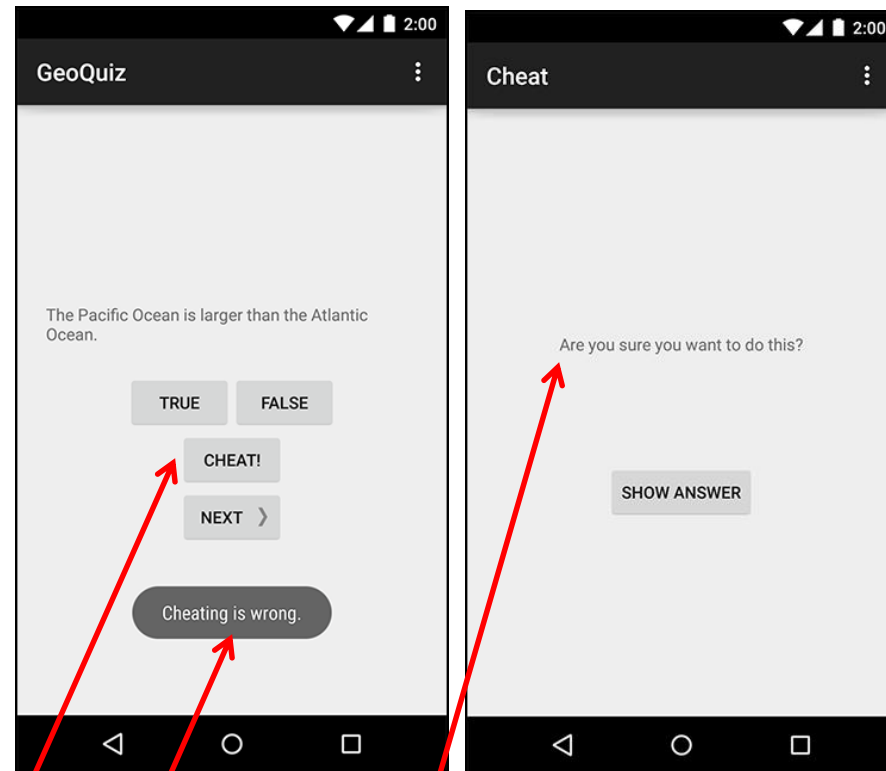 2:00
GeoQuiz
The Pacific Ocean is larger than the Atlantic
Ocean.
TRUE FALSE
CHEAT!
NEXT
Cheating is wrong.
2:00
Cheat
Are you sure you want to do this?
SHOW ANSWER